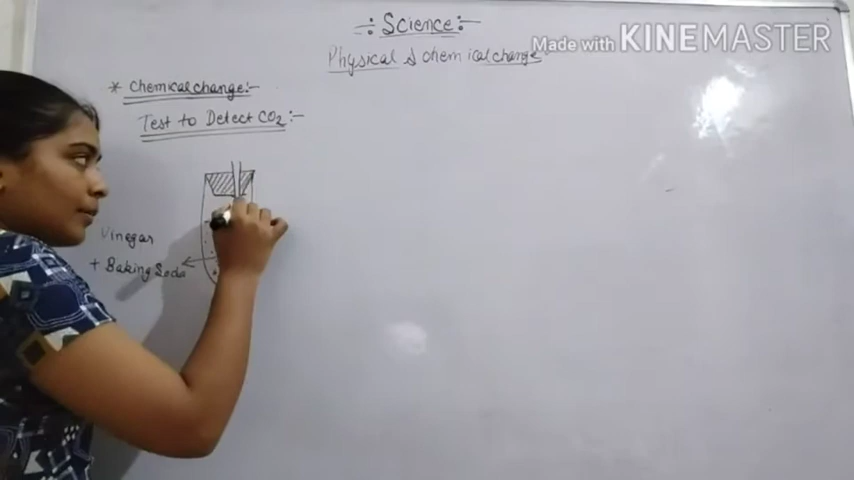 Science:-
Made with KINEMASTER
Physical & chemical change
* Chemical change:-
Test to Detect CO2:-
Vinegar
+ Baking Soda